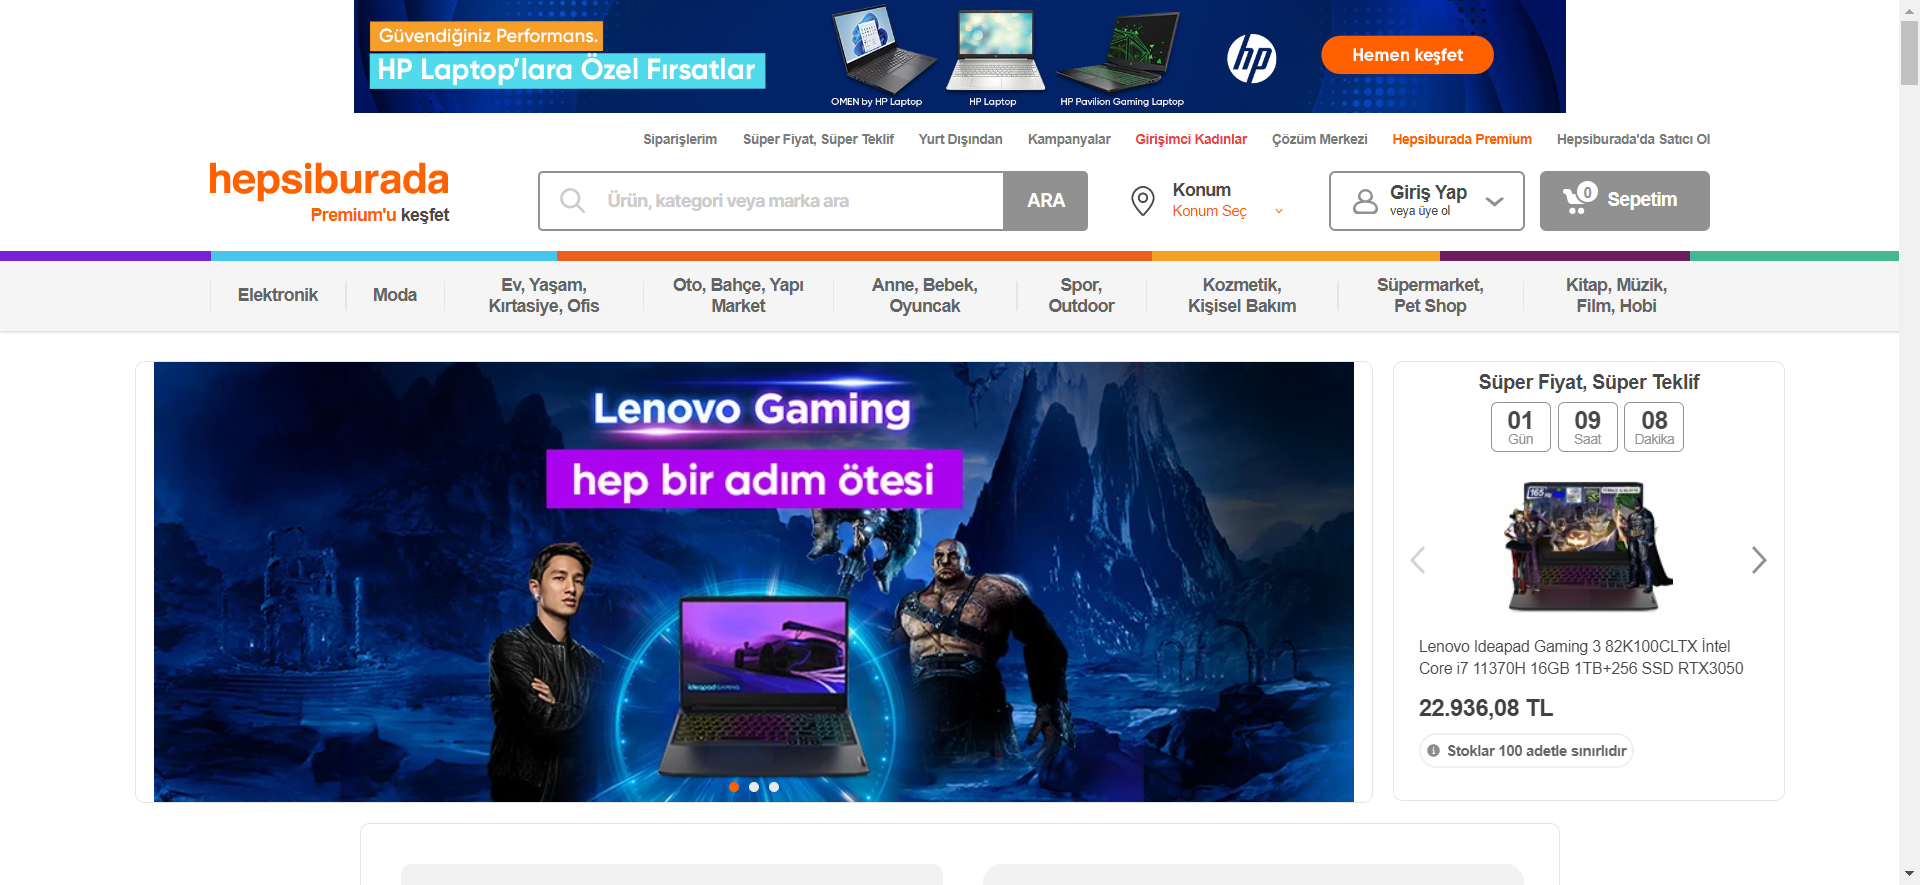 Güvendiğiniz Performans.
HP Laptop'lara Özel Fırsatlar
OMEN by HP Laptop
HP Laptop
HP Pavilion Gaming Laptop
hp
Hemen keşfet
Siparişlerim
Süper Fiyat, Süper Teklif
Yurt Dışından
Kampanyalar
Girişimci Kadınlar
Çözüm Merkezi
Hepsiburada Premium
Hepsiburada'da Satıcı Ol
hepsiburada
Premium'u keşfet
Ürün, kategori veya marka ara
ARA
Konum
Konum Seç
Giriş Yap
veya üye ol
0
Sepetim
Elektronik
Moda
Ev, Yaşam,
Kırtasiye, Ofis
Oto, Bahçe, Yapı
Market
Anne, Bebek,
Oyuncak
Spor,
Outdoor
Kozmetik,
Kişisel Bakım
Süpermarket,
Pet Shop
Kitap, Müzik,
Film, Hobi
Lenovo Gaming
hep bir adım ötesi
ideapad GAMING
Süper Fiyat, Süper Teklif
01
Gün
09
Saat
08
Dakika
165 Hz
Lenovo Ideapad Gaming 3 82K100CLTX İntel
Core i7 11370H 16GB 1TB+256 SSD RTX3050
22.936,08 TL
Stoklar 100 adetle sınırlıdır